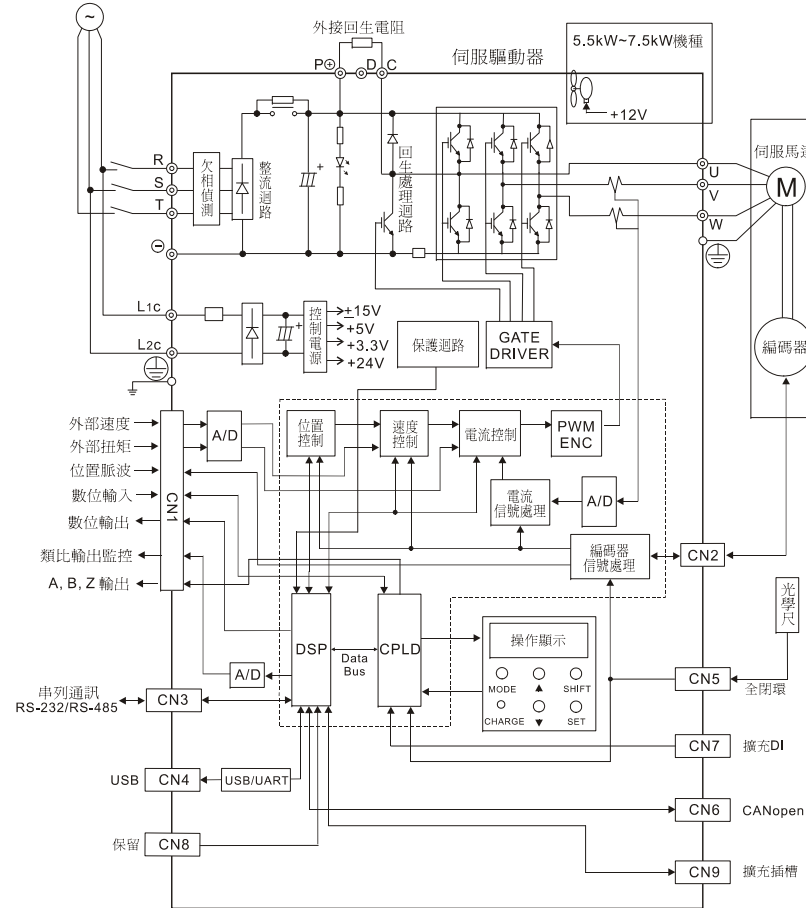 ~
外接回生電阻
P⊕
D
C
伺服驅動器
5.5kW~7.5kW機種
+12V
伺服馬達
R
S
T
欠相偵測
整流迴路
+
回生處理迴路
U
V
W
M
⊖
L1c
L2c
+
控制電源
±15V
+5V
+3.3V
+24V
保護迴路
GATE
DRIVER
編碼器
外部速度
外部扭矩
位置脈波
數位輸入
數位輸出
類比輸出監控
A, B, Z 輸出
CN1
A/D
位置
控制
速度
控制
電流控制
PWM
ENC
電流
信號處理
A/D
編碼器
信號處理
CN2
光學尺
DSP
Data
Bus
CPLD
操作顯示
MODE
▲
SHIFT
CHARGE
▼
SET
A/D
串列通訊
RS-232/RS-485
CN3
CN5
全閉環
CN7
擴充DI
USB
CN4
USB/UART
CN6
CANopen
保留
CN8
CN9
擴充插槽